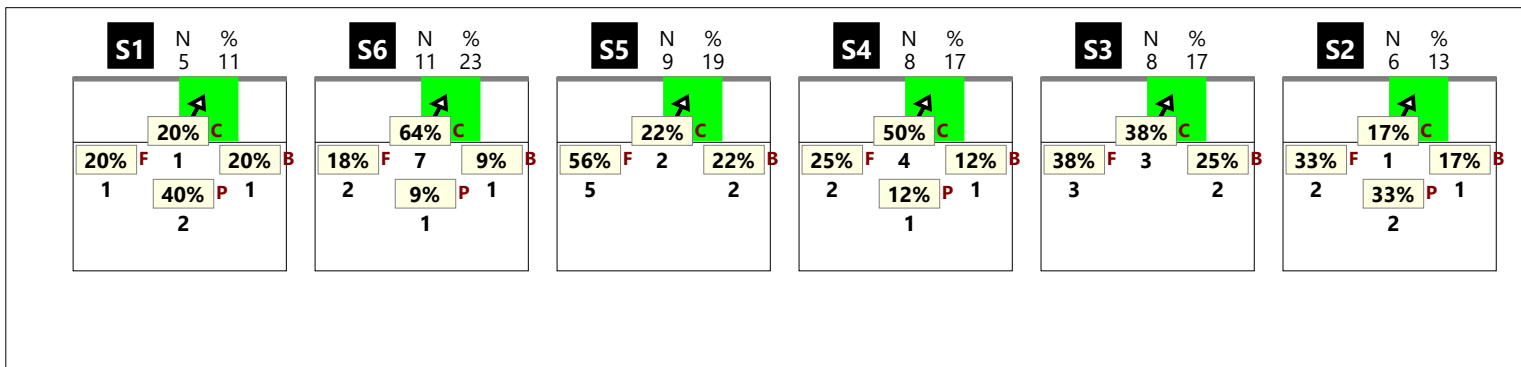 S1 N % S6 N % S5 N % S4 N % S3 N % S2 N %
5 11 11 23 9 19 8 17 8 17 6 13
20% C 64% C 22% C 50% C 38% C 17% C
20% F 1 20% B 18% F 7 9% B 56% F 2 22% B 25% F 4 12% B 38% F 3 25% B 33% F 1 17% B
1 40% P 1 2 9% P 1 5 2 2 12% P 1 3 2 2 33% P 1
2 1 1 2